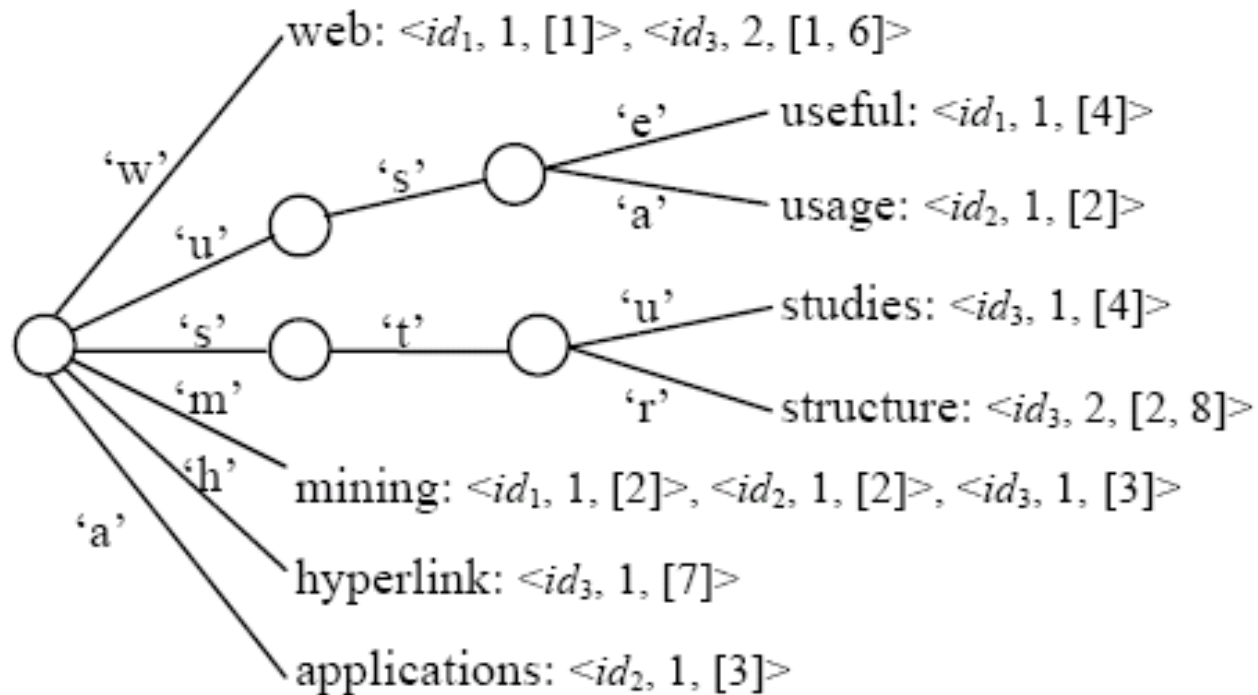 web: <id₁, 1, [1]>, <id₃, 2, [1, 6]>
‘e’
useful: <id₁, 1, [4]>
‘w’
‘s’
‘a’
usage: <id₂, 1, [2]>
‘u’
‘u’
studies: <id₃, 1, [4]>
‘s’
‘t’
‘r’
structure: <id₃, 2, [2, 8]>
‘m’
‘h’
mining: <id₁, 1, [2]>, <id₂, 1, [2]>, <id₃, 1, [3]>
‘a’
hyperlink: <id₃, 1, [7]>
applications: <id₂, 1, [3]>